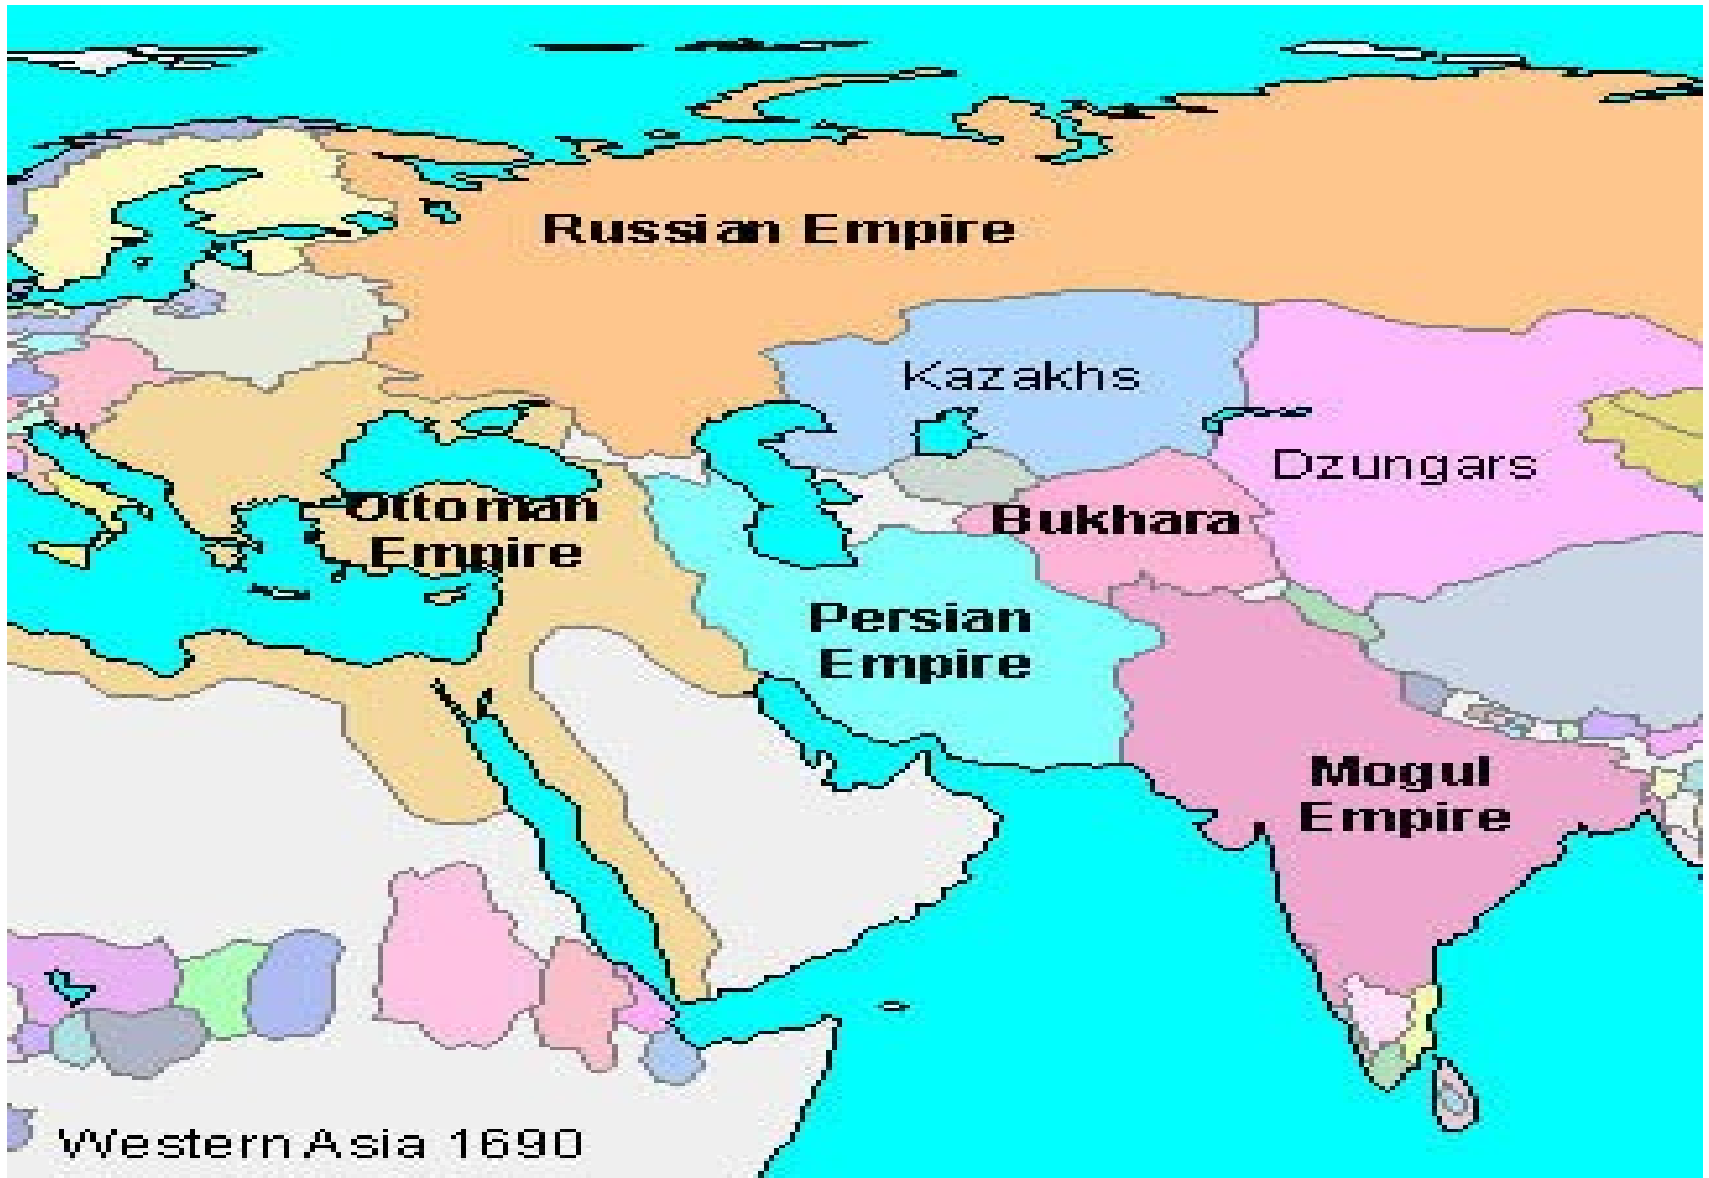 Russian Empire
Kazakhs
Dzungars
Ottoman
Empire
Bukhara
Persian
Empire
Mogul
Empire
Western Asia 1690